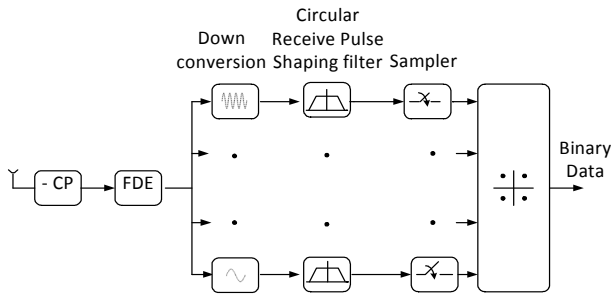 Circular
Down Receive Pulse
conversion Shaping filter Sampler
Binary
Data
- CP FDE